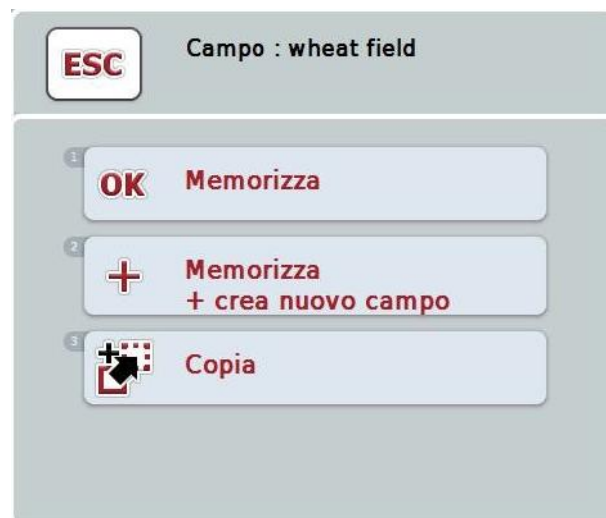 ESC
Campo : wheat field
1
OK Memorizza
2
Memorizza
+ crea nuovo campo
3
Copia